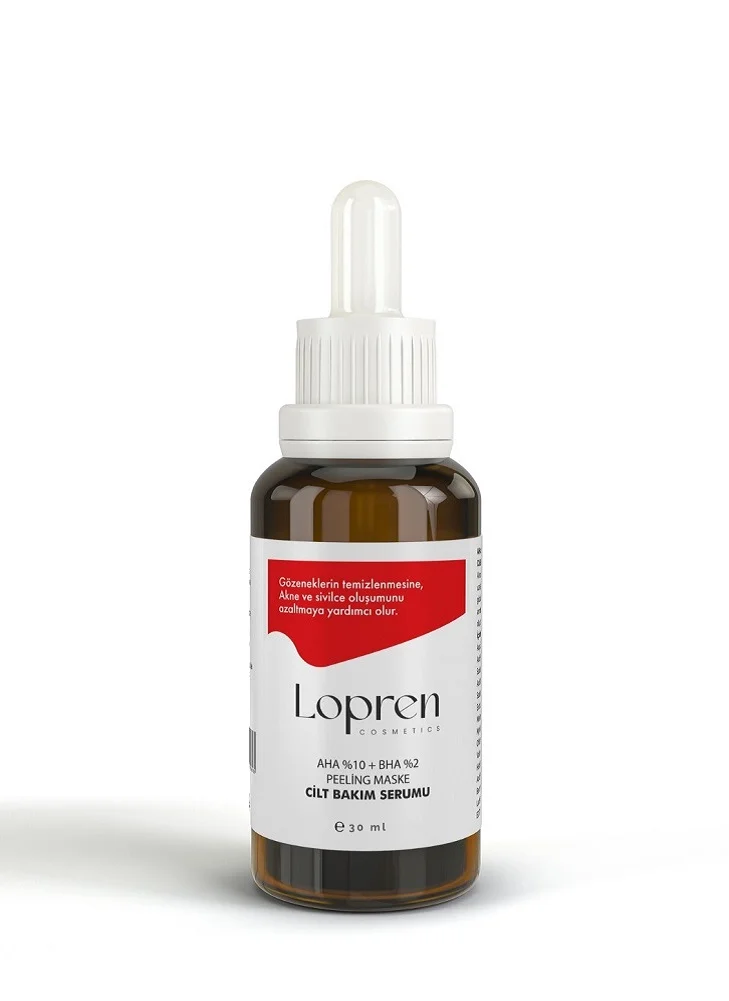 Gözeneklerin temizlenmesine,
Akne ve sivilce oluşumunu
azaltmaya yardımcı olur.
Lopren
COSMETICS
AHA %10 + BHA %2
PEELİNG MASKE
CİLT BAKIM SERUMU
℮ 30 ml